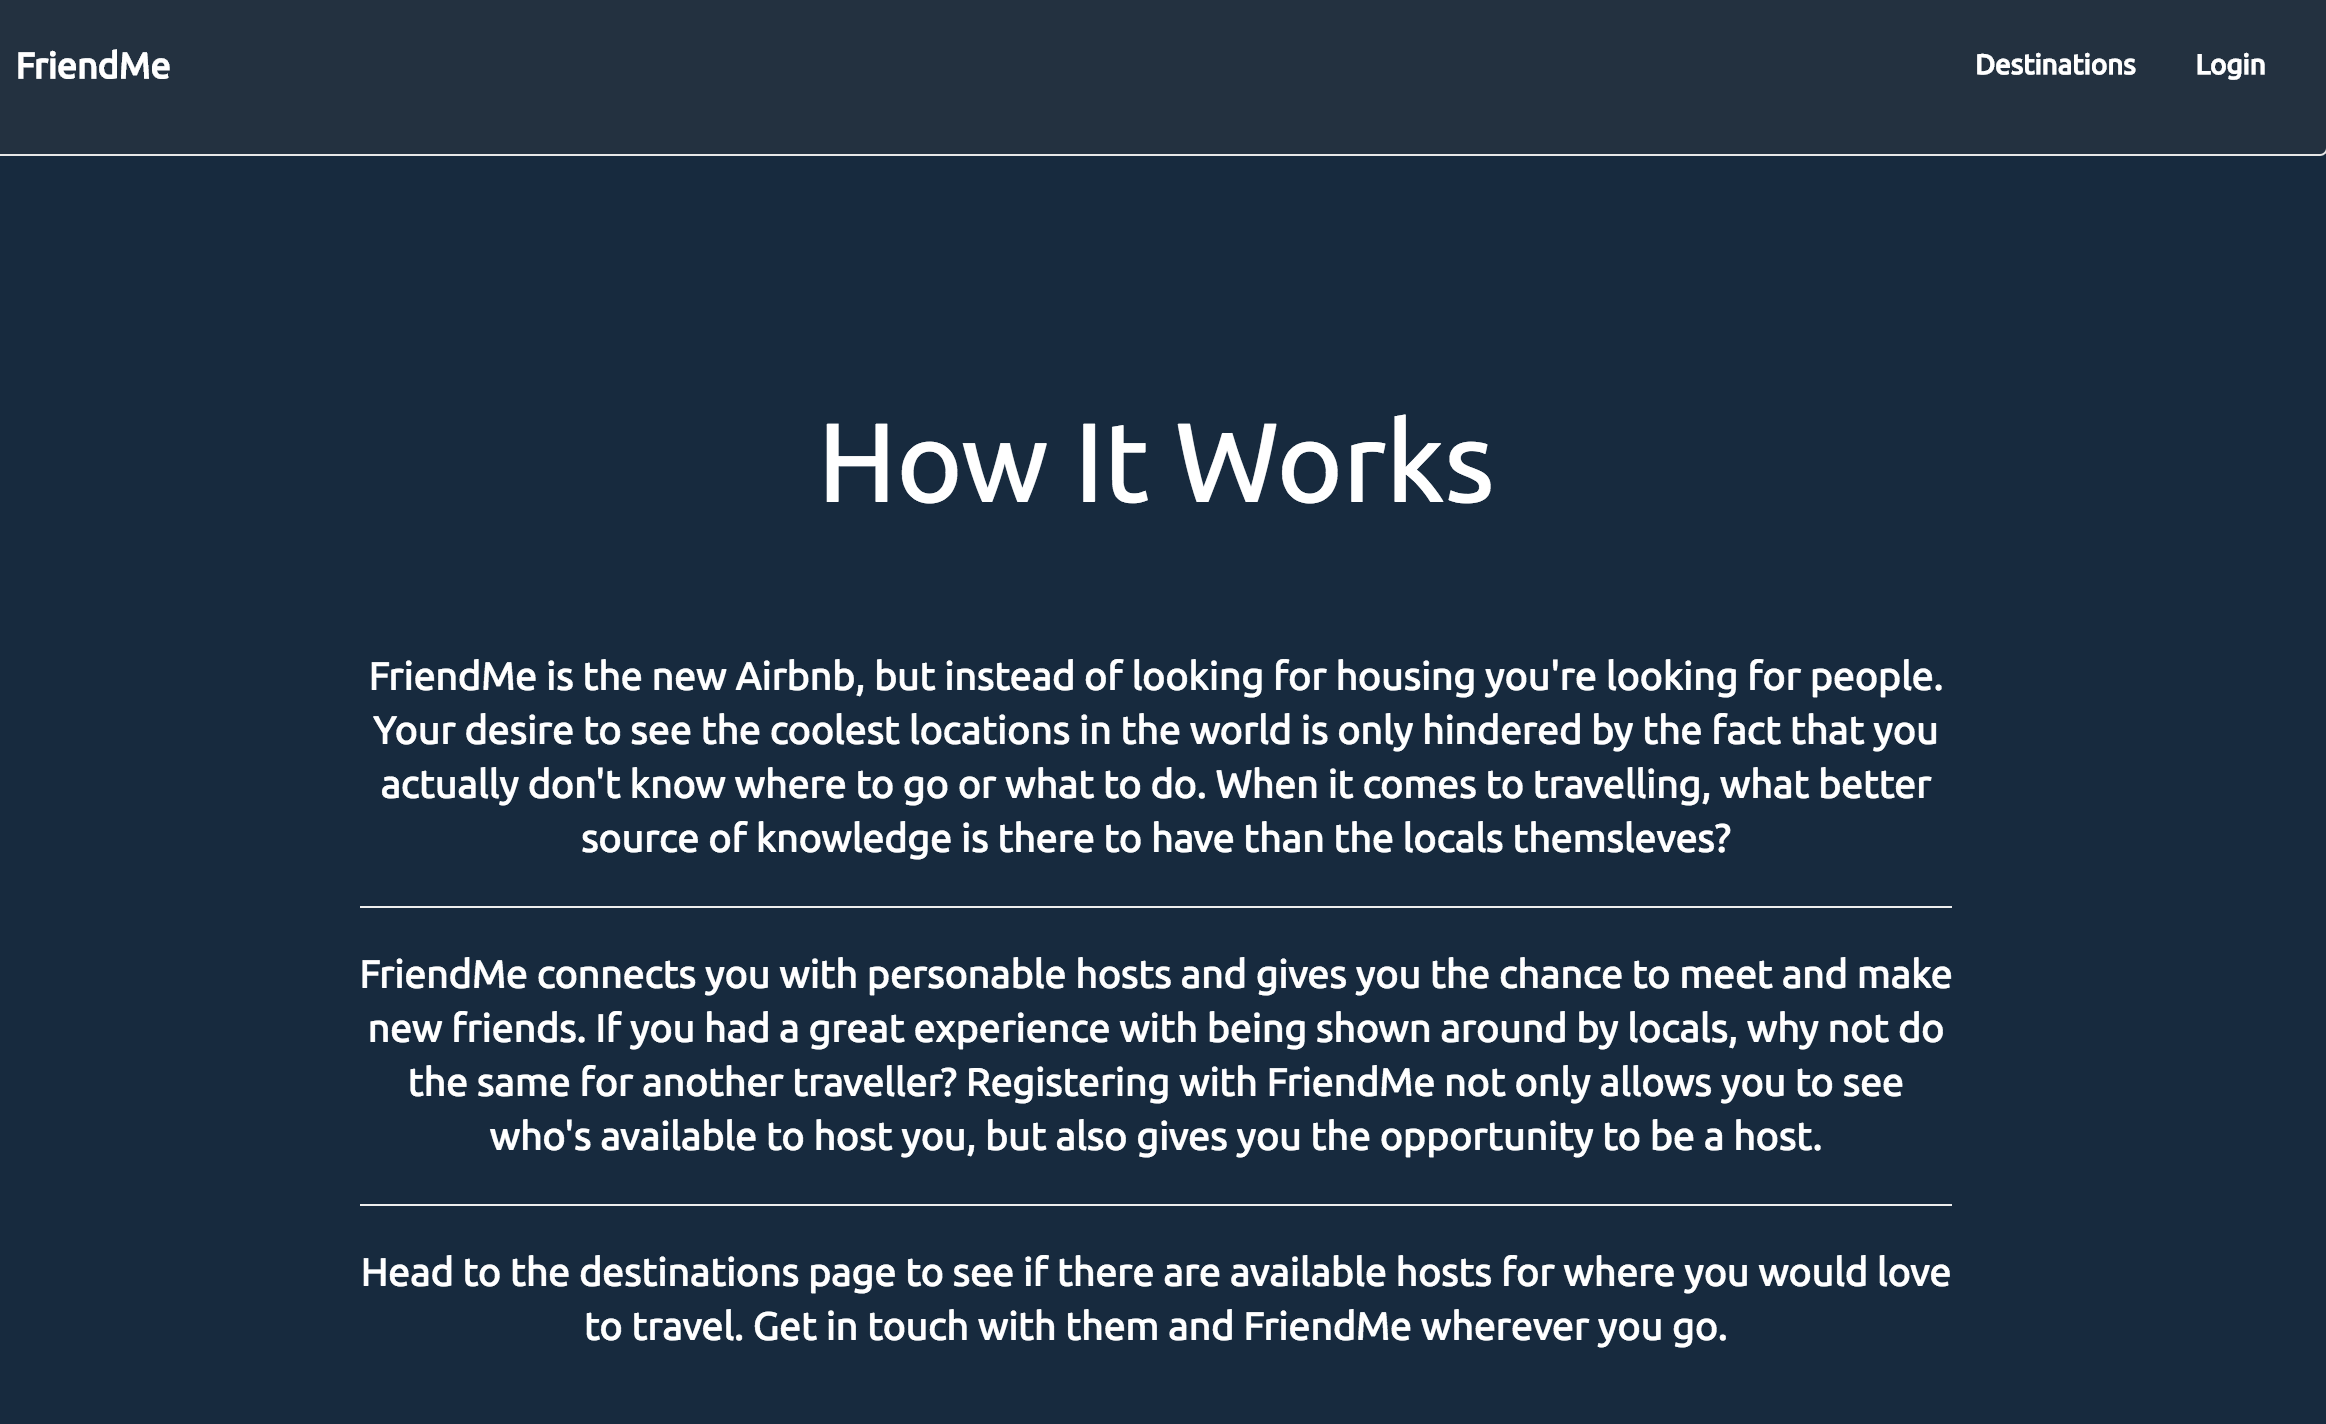 FriendMe
Destinations
Login
How It Works
FriendMe is the new Airbnb, but instead of looking for housing you're looking for people.
Your desire to see the coolest locations in the world is only hindered by the fact that you
actually don't know where to go or what to do. When it comes to travelling, what better
source of knowledge is there to have than the locals themsleves?
FriendMe connects you with personable hosts and gives you the chance to meet and make
new friends. If you had a great experience with being shown around by locals, why not do
the same for another traveller? Registering with FriendMe not only allows you to see
who's available to host you, but also gives you the opportunity to be a host.
Head to the destinations page to see if there are available hosts for where you would love
to travel. Get in touch with them and FriendMe wherever you go.